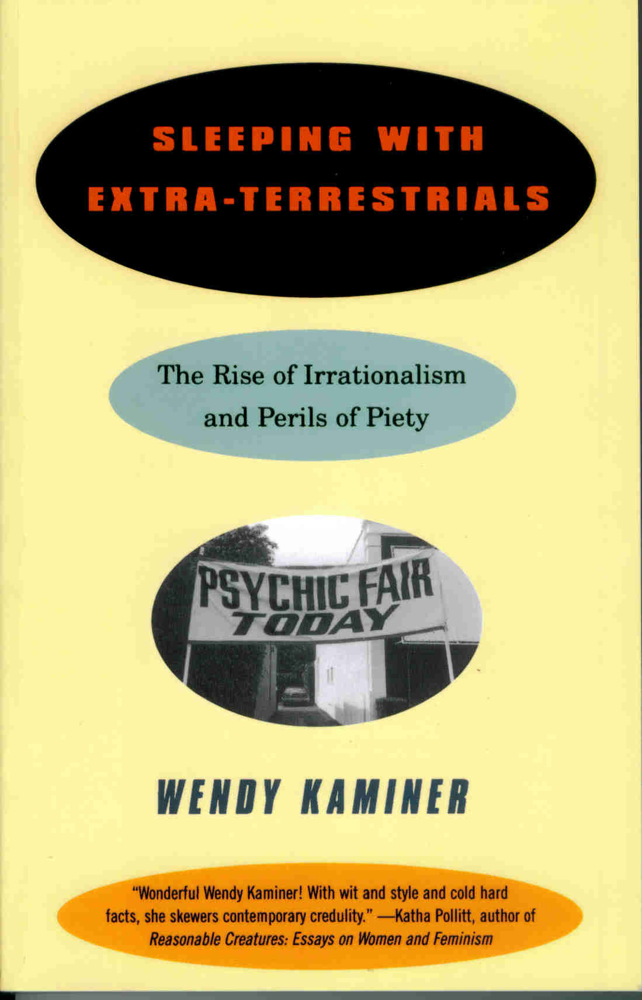 SLEEPING WITH
EXTRA-TERRESTRIALS
The Rise of Irrationalism
and Perils of Piety
PSYCHIC FAIR
TODAY
WENDY KAMINER
“Wonderful Wendy Kaminer! With wit and style and cold hard
facts, she skewers contemporary credulity.” —Katha Pollitt, author of
Reasonable Creatures: Essays on Women and Feminism